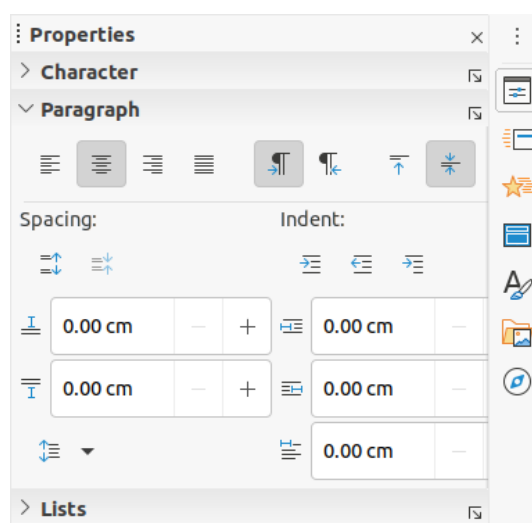 Properties
Character
Paragraph
Spacing: Indent:
0.00 cm 0.00 cm
0.00 cm 0.00 cm
0.00 cm
Lists